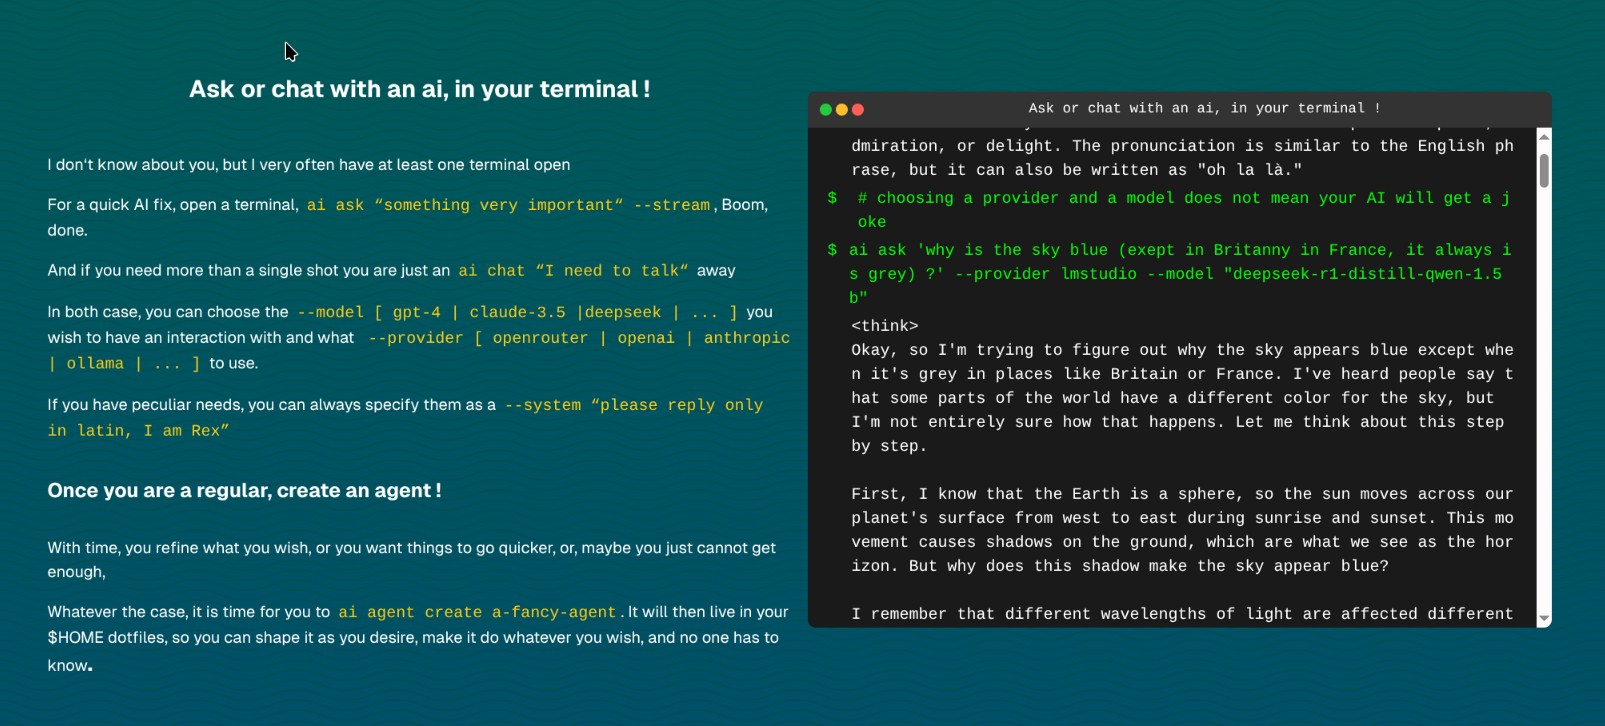 Ask or chat with an ai, in your terminal !
I don't know about you, but I very often have at least one terminal open
For a quick AI fix, open a terminal, ai ask “something very important“ --stream , Boom,
done.
And if you need more than a single shot you are just an ai chat “I need to talk“ away
In both case, you can choose the --model [ gpt-4 | claude-3.5 |deepseek | ... ] you
wish to have an interaction with and what --provider [ openrouter | openai | anthropic
| ollama | ... ] to use.
If you have peculiar needs, you can always specify them as a --system “please reply only
in latin, I am Rex”
Once you are a regular, create an agent !
With time, you refine what you wish, or you want things to go quicker, or, maybe you just cannot get
enough,
Whatever the case, it is time for you to ai agent create a-fancy-agent . It will then live in your
$HOME dotfiles, so you can shape it as you desire, make it do whatever you wish, and no one has to
know.
Ask or chat with an ai, in your terminal !
dmiration, or delight. The pronunciation is similar to the English ph
rase, but it can also be written as "oh la là."
$ # choosing a provider and a model does not mean your AI will get a j
oke
$ ai ask 'why is the sky blue (exept in Britanny in France, it always i
s grey) ?' --provider lmstudio --model "deepseek-r1-distill-qwen-1.5
b"
<think>
Okay, so I'm trying to figure out why the sky appears blue except whe
n it's grey in places like Britain or France. I've heard people say t
hat some parts of the world have a different color for the sky, but
I'm not entirely sure how that happens. Let me think about this step
by step.
First, I know that the Earth is a sphere, so the sun moves across our
planet's surface from west to east during sunrise and sunset. This mo
vement causes shadows on the ground, which are what we see as the hor
izon. But why does this shadow make the sky appear blue?
I remember that different wavelengths of light are affected different